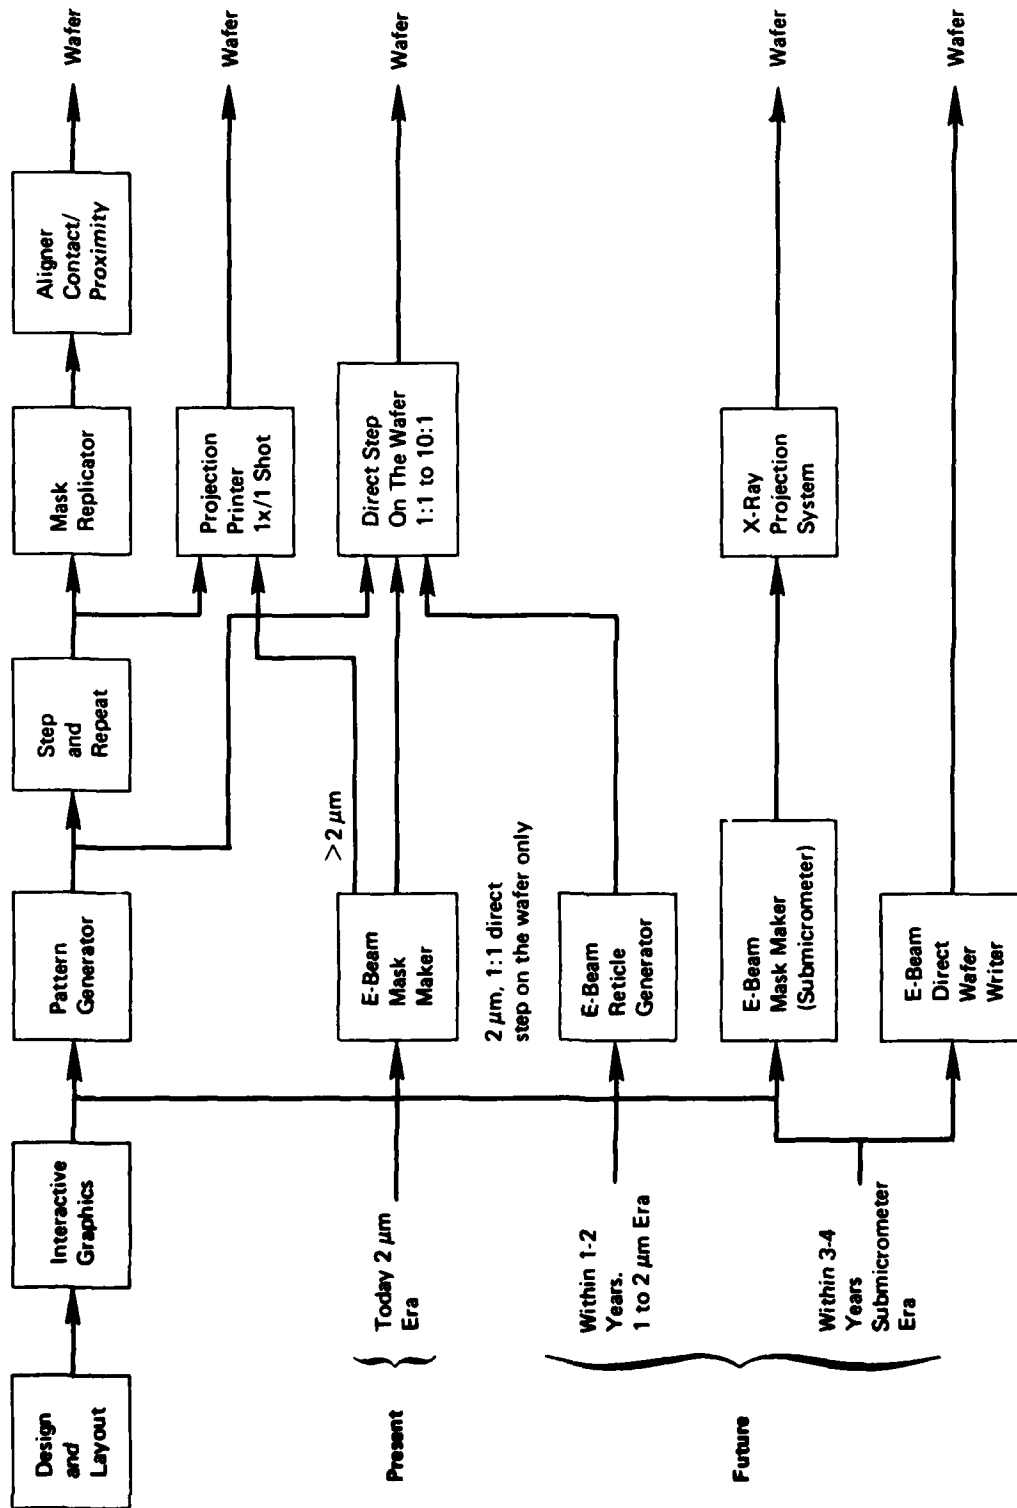 Design
and
Layout
Interactive
Graphics
Pattern
Generator
Step
and
Repeat
Mask
Replicator
Aligner
Contact/
Proximity
Wafer
Projection
Printer
1x/1 Shot
Wafer
Present
Today 2 μm
Era
E-Beam
Mask
Maker
>2 μm
Direct Step
On The Wafer
1:1 to 10:1
Wafer
2 μm, 1:1 direct
step on the wafer only
Future
Within 1-2
Years.
1 to 2 μm Era
E-Beam
Reticle
Generator
Within 3-4
Years
Submicrometer
Era
E-Beam
Mask Maker
(Submicrometer)
X-Ray
Projection
System
Wafer
E-Beam
Direct
Wafer
Writer
Wafer